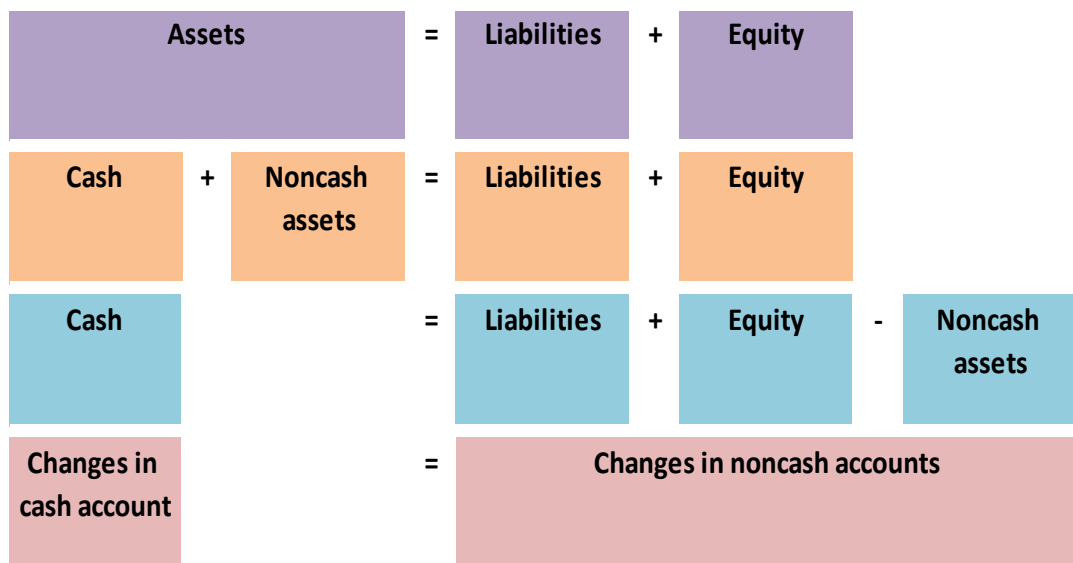 Assets = Liabilities + Equity
Cash + Noncash assets = Liabilities + Equity
Cash = Liabilities + Equity - Noncash assets
Changes in cash account = Changes in noncash accounts